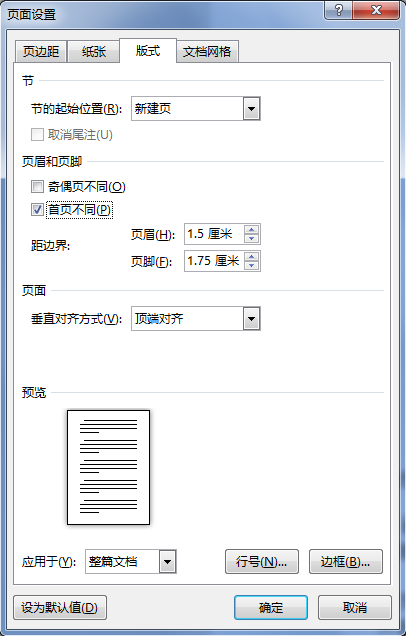 页面设置
页边距 纸张 版式 文档网格
节
节的起始位置(R): 新建页
取消尾注(U)
页眉和页脚
奇偶页不同(O)
首页不同(P)
距边界:
页眉(H): 1.5 厘米
页脚(F): 1.75 厘米
页面
垂直对齐方式(V): 顶端对齐
预览
应用于(Y): 整篇文档 行号(N)... 边框(B)...
设为默认值(D) 确定 取消